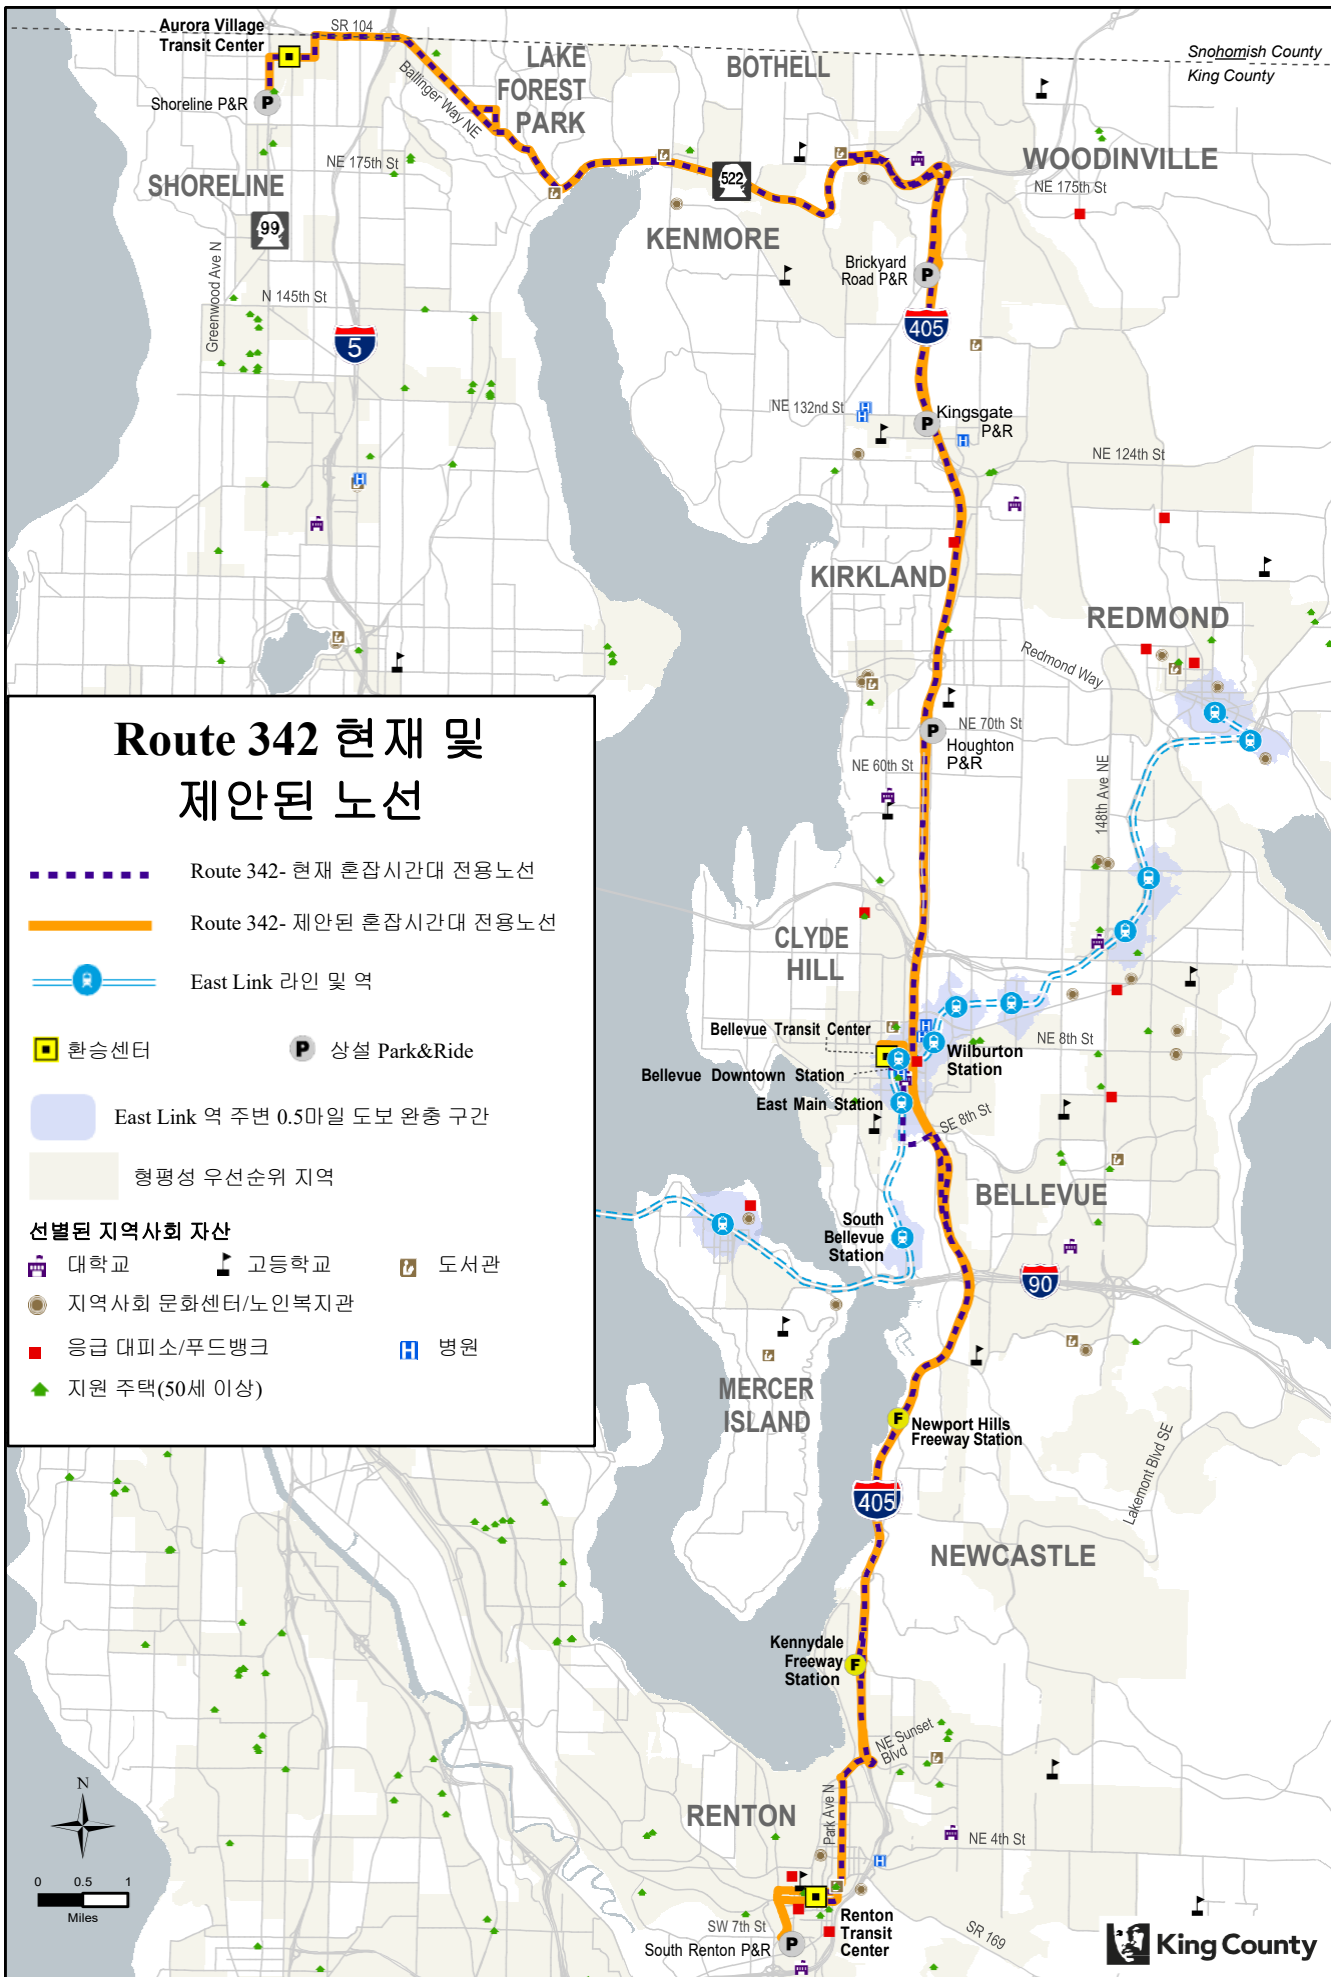 Aurora Village
Transit Center
SR 104
Snohomish County
King County
LAKE
FOREST
PARK
BOTHELL
Ballinger Way NE
Shoreline P&R
P
NE 175th St
SHORELINE
WOODINVILLE
NE 175th St
522
99
KENMORE
Greenwood Ave N
N 145th St
Brickyard
Road P&R
P
405
5
NE 132nd St
H
H
Kingsgate
P&R
P
H
NE 124th St
H
KIRKLAND
REDMOND
Redmond Way
NE 70th St
P
Houghton
P&R
NE 60th St
148th Ave NE
Route 342 현재 및
제안된 노선
Route 342- 현재 혼잡시간대 전용노선
Route 342- 제안된 혼잡시간대 전용노선
East Link 라인 및 역
환승센터
P
상설 Park&Ride
East Link 역 주변 0.5마일 도보 완충 구간
형평성 우선순위 지역
선별된 지역사회 자산
대학교
고등학교
도서관
지역사회 문화센터/노인복지관
응급 대피소/푸드뱅크
H
병원
지원 주택(50세 이상)
CLYDE
HILL
Bellevue Transit Center
H
Wilburton
Station
NE 8th St
Bellevue Downtown Station
East Main Station
SE 8th St
BELLEVUE
South
Bellevue
Station
90
MERCER
ISLAND
F
Newport Hills
Freeway Station
Lakemont Blvd SE
405
NEWCASTLE
Kennydale
Freeway
Station
F
NE Sunset
Blvd
N
RENTON
Park Ave N
NE 4th St
H
0 0.5 1
Miles
SW 7th St
South Renton P&R
P
Renton
Transit
Center
SR 169
King County